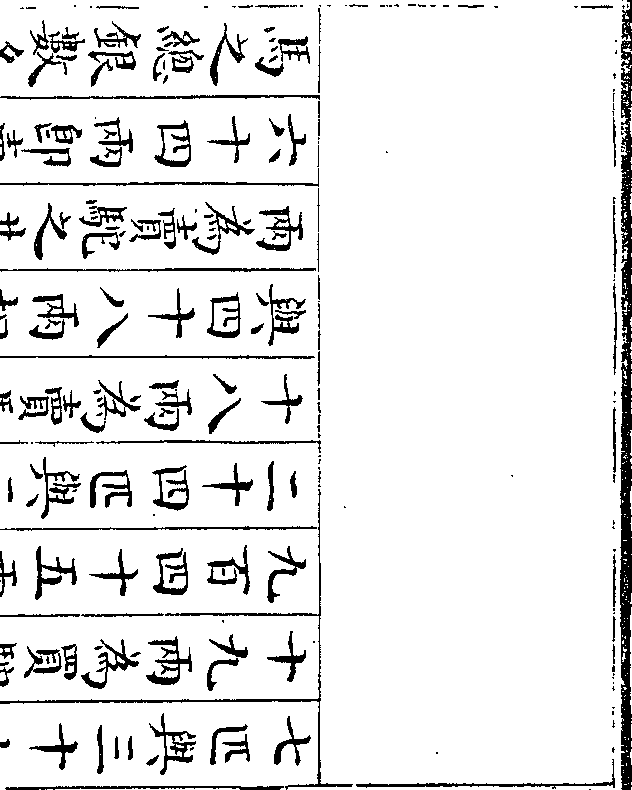 七匹與三十
十九兩為買
九百四十五
二十四匹與
十八兩為賣
與四十八兩
兩為賣駝之
六十四兩即
馬之總銀數